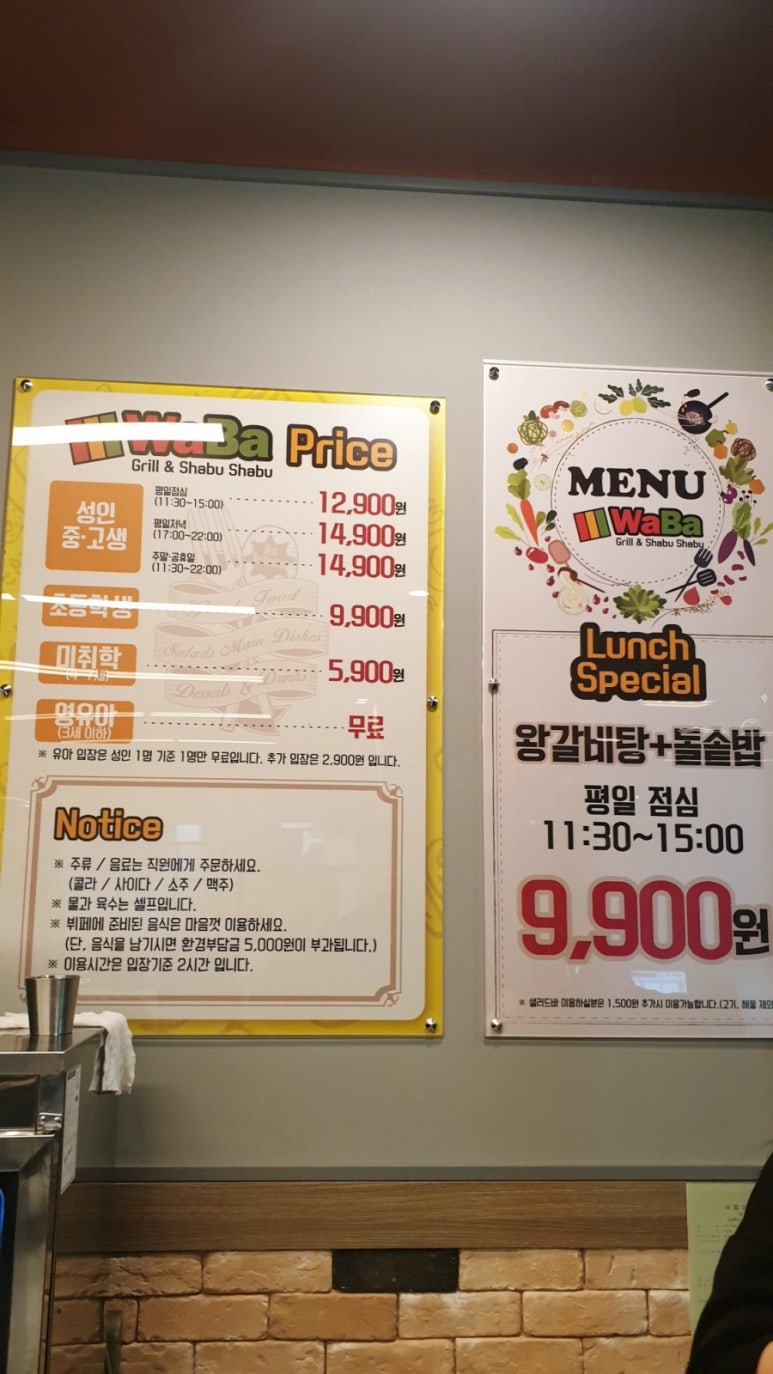 WaBa Price
Grill & Shabu Shabu
성인
중·고생
평일점심
(11:30~15:00)
12,900원
평일저녁
(17:00~22:00)
14,900원
주말·공휴일
(11:30~22:00)
14,900원
초등학생
9,900원
미취학
5,900원
영유아
(3세 이하)
무료
※ 유아 입장은 성인 1명 기준 1명만 무료입니다. 추가 입장은 2,900원 입니다.
Salads Main Dishes
Desserts & Drinks
Notice
※ 주류 / 음료는 직원에게 주문하세요.
(콜라 / 사이다 / 소주 / 맥주)
※ 물과 육수는 셀프입니다.
※ 뷔페에 준비된 음식은 마음껏 이용하세요.
(단, 음식을 남기시면 환경부담금 5,000원이 부과됩니다.)
※ 이용시간은 입장기준 2시간 입니다.
MENU
WaBa
Grill & Shabu Shabu
Lunch
Special
왕갈비탕+돌솥밥
평일 점심
11:30~15:00
9,900원
※ 샐러드바 이용하실분은 1,500원 추가시 이용가능합니다.(고기, 해물 제외